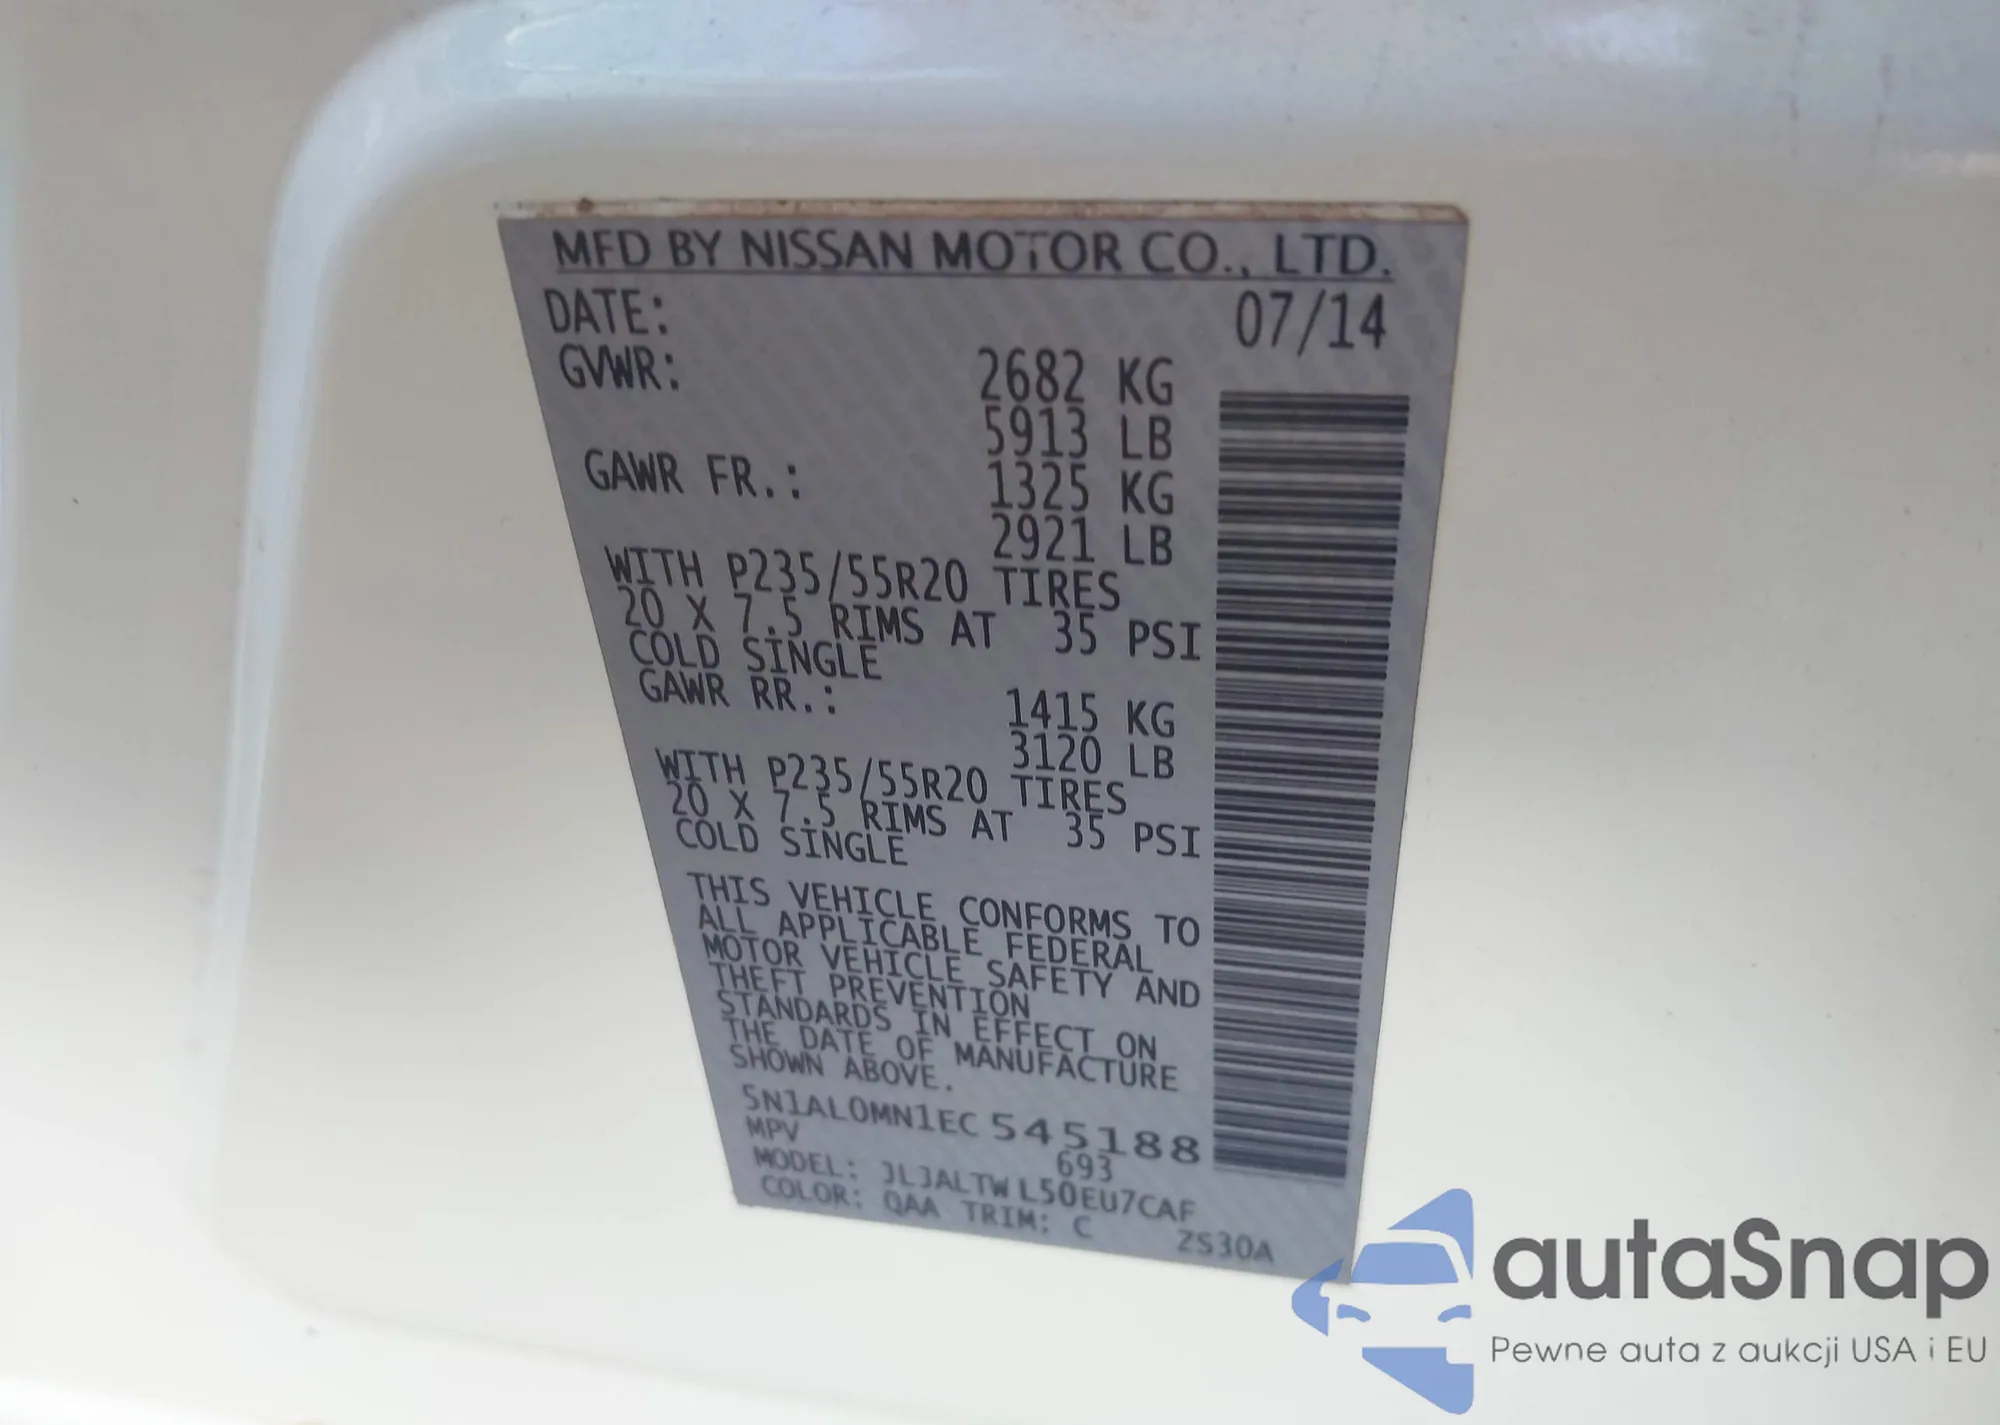 MFD BY NISSAN MOTOR CO., LTD.
DATE: 07/14
GVWR: 2682 KG
5913 LB
GAWR FR.: 1325 KG
2921 LB
WITH P235/55R20 TIRES
20 X 7.5 RIMS AT 35 PSI
COLD SINGLE
GAWR RR.: 1415 KG
3120 LB
WITH P235/55R20 TIRES
20 X 7.5 RIMS AT 35 PSI
COLD SINGLE
THIS VEHICLE CONFORMS TO
ALL APPLICABLE FEDERAL
MOTOR VEHICLE SAFETY AND
THEFT PREVENTION
STANDARDS IN EFFECT ON
THE DATE OF MANUFACTURE
SHOWN ABOVE.
5N1AL0MN1EC545188
MPV 693
MODEL: JLJALTWL50EU7CAF
COLOR: QAA TRIM: C ZS30A
autaSnap
Pewne auta z aukcji USA i EU